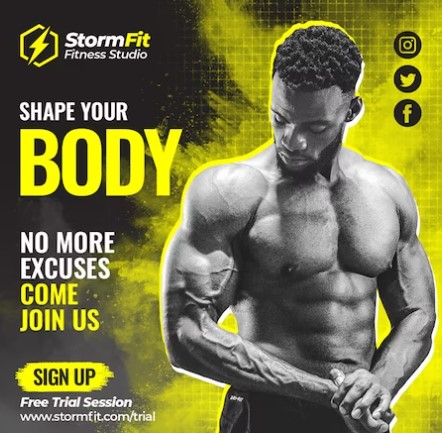 StormFit
Fitness Studio
SHAPE YOUR
BODY
NO MORE
EXCUSES
COME
JOIN US
SIGN UP
Free Trial Session
www.stormfit.com/trial